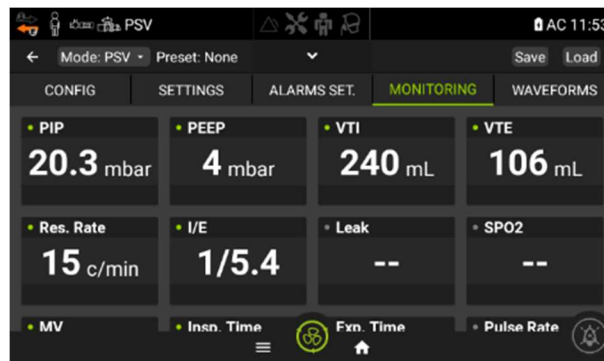 PSV AC 11:53
Mode: PSV Preset: None Save Load
CONFIG SETTINGS ALARMS SET. MONITORING WAVEFORMS
PIP PEEP VTI VTE
20.3 mbar 4 mbar 240 mL 106 mL
Res. Rate I/E Leak SPO2
15 c/min 1/5.4 -- --
MV Insp. Time Exp. Time Pulse Rate